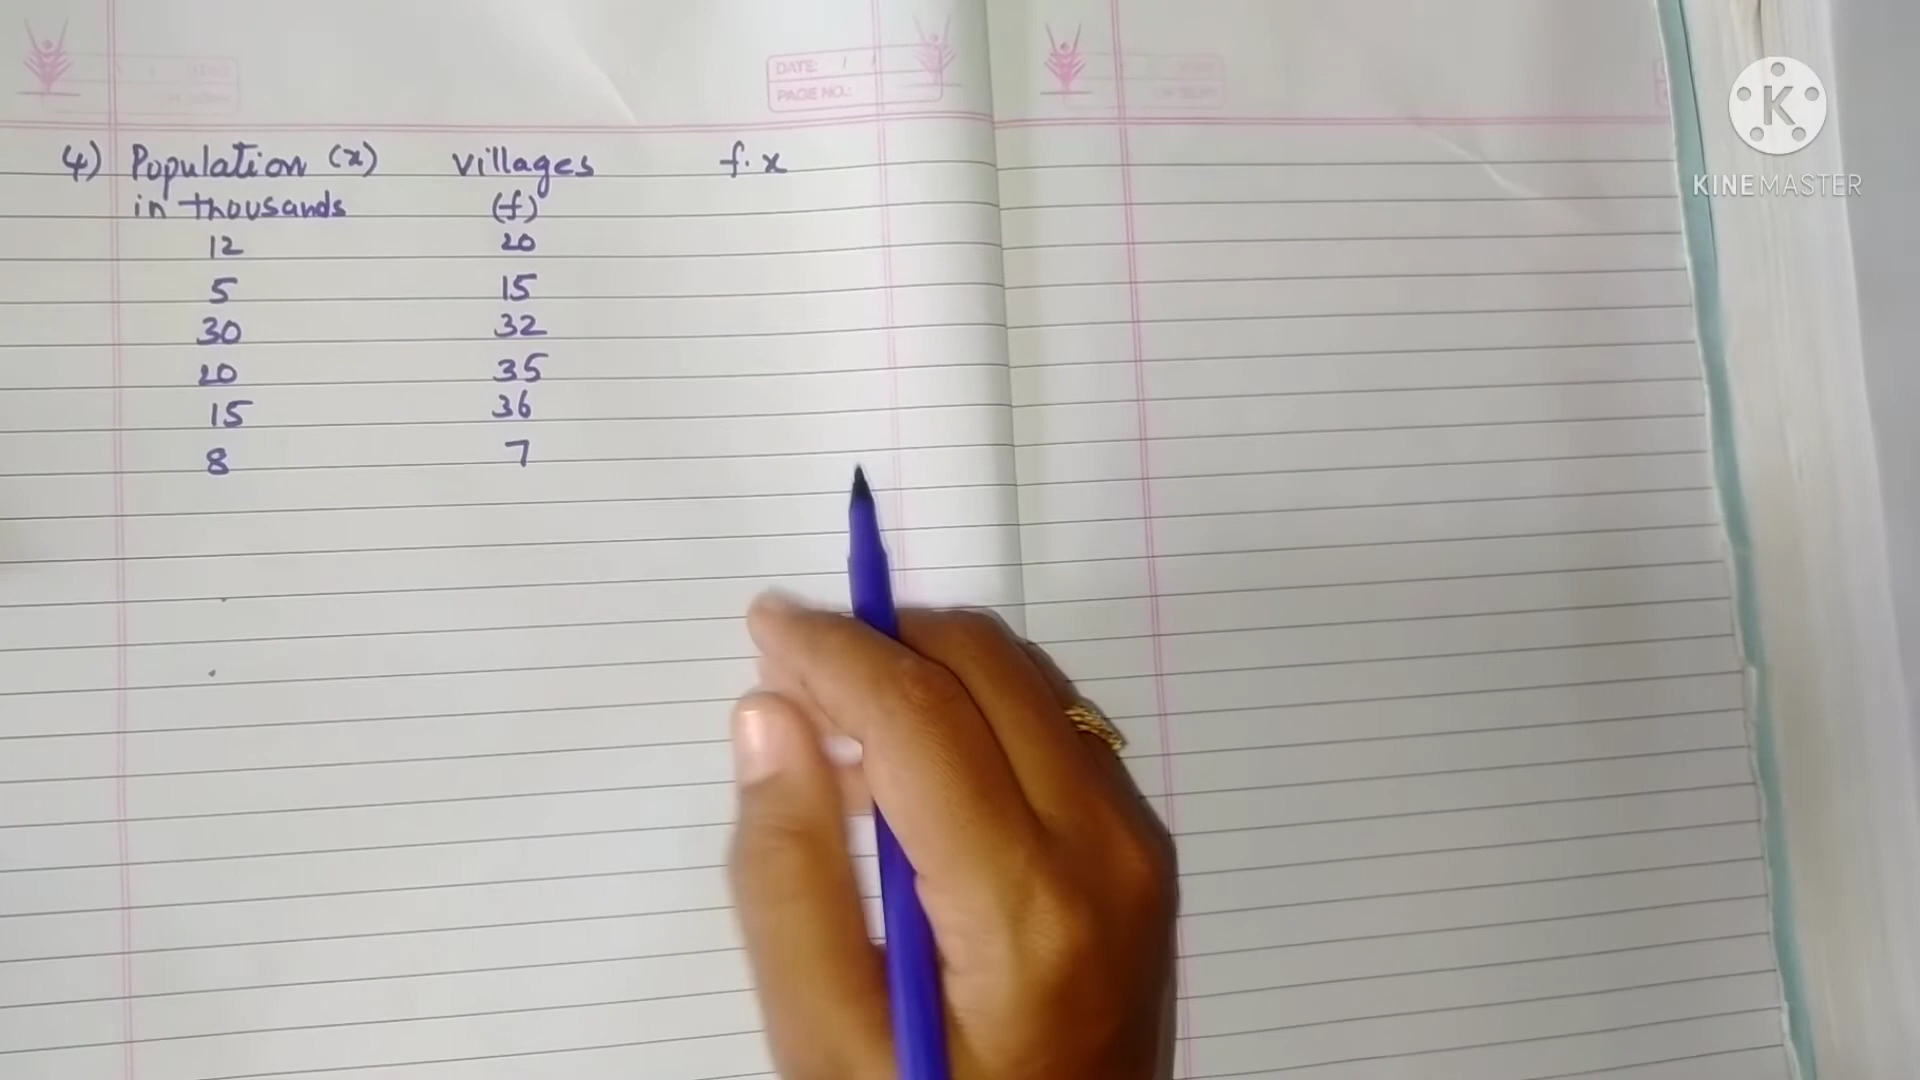 DATE: / /
PAGE NO.:
K
KINEMASTER
4) Population (x) villages f.x
in thousands (f)
12 20
5 15
30 32
20 35
15 36
8 7